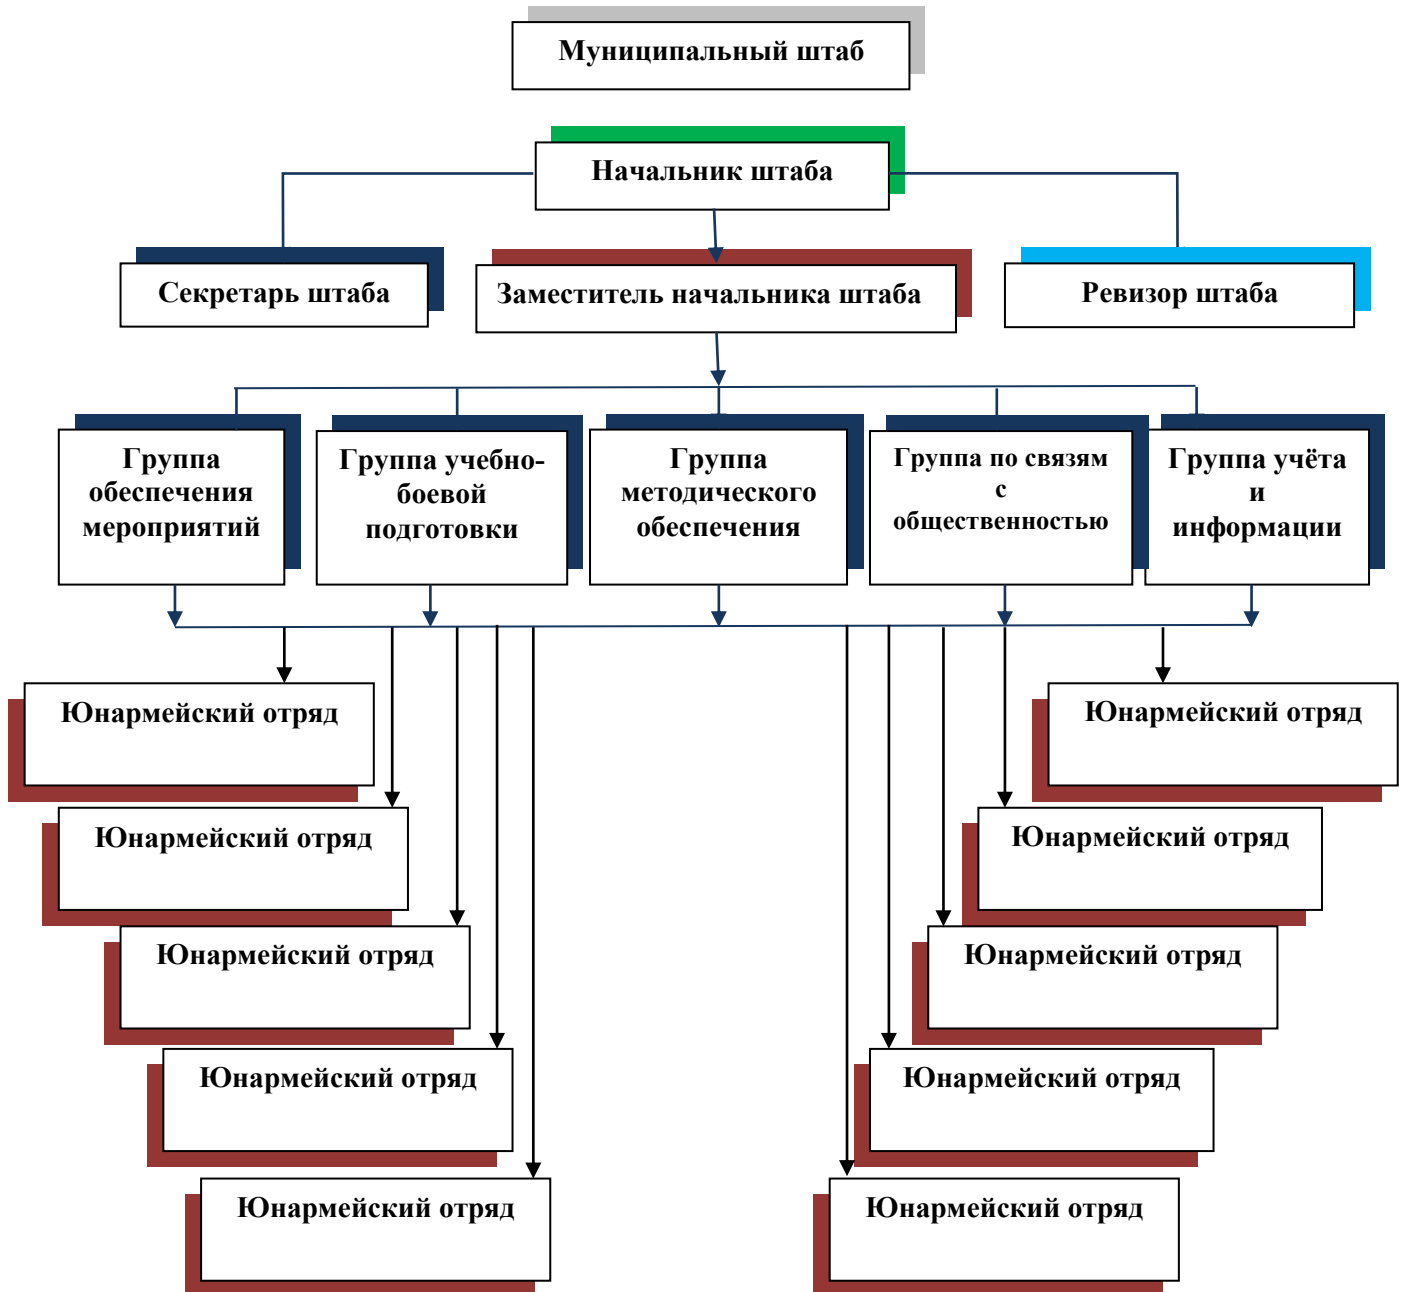 Муниципальный штаб
Начальник штаба
Секретарь штаба
Заместитель начальника штаба
Ревизор штаба
Группа
обеспечения
мероприятий
Группа учебно-
боевой
подготовки
Группа
методического
обеспечения
Группа по связям
с
общественностью
Группа учёта
и
информации
Юнармейский отряд
Юнармейский отряд
Юнармейский отряд
Юнармейский отряд
Юнармейский отряд
Юнармейский отряд
Юнармейский отряд
Юнармейский отряд
Юнармейский отряд
Юнармейский отряд